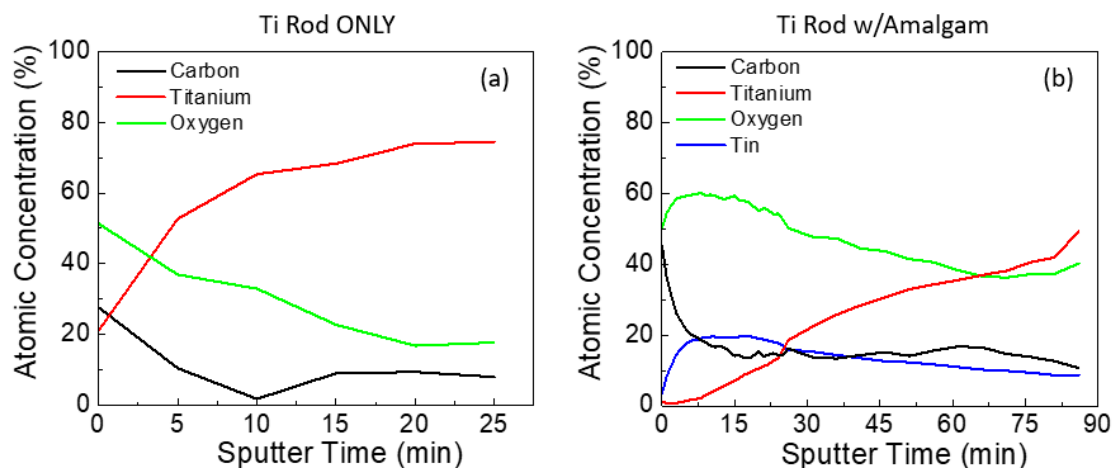 Ti Rod ONLY
100
80
60
40
20
0
Atomic Concentration (%)
Carbon
Titanium
Oxygen
(a)
0 5 10 15 20 25
Sputter Time (min)
Ti Rod w/Amalgam
100
80
60
40
20
0
Atomic Concentration (%)
Carbon
Titanium
Oxygen
Tin
(b)
0 15 30 45 60 75 90
Sputter Time (min)